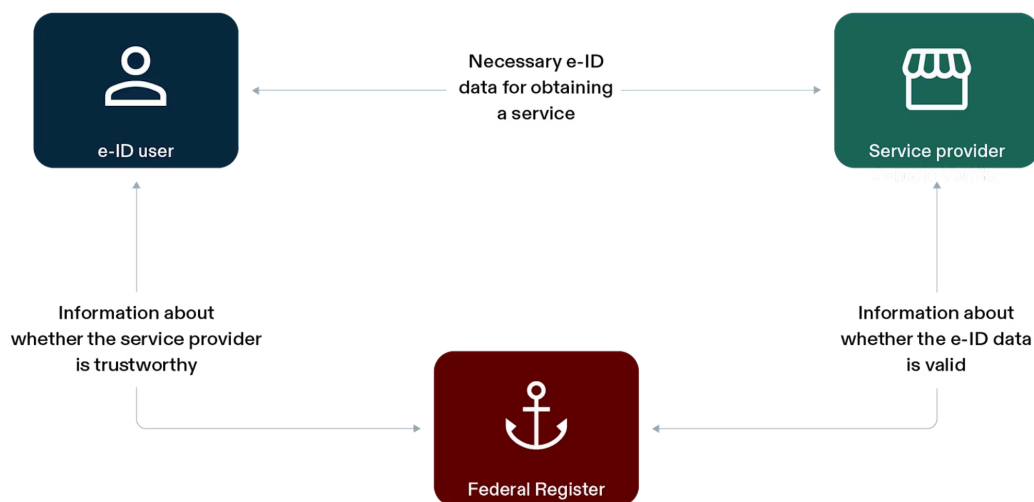 Necessary e-ID
data for obtaining
a service
e-ID user
Service provider
Information about
whether the service provider
is trustworthy
Information about
whether the e-ID data
is valid
Federal Register